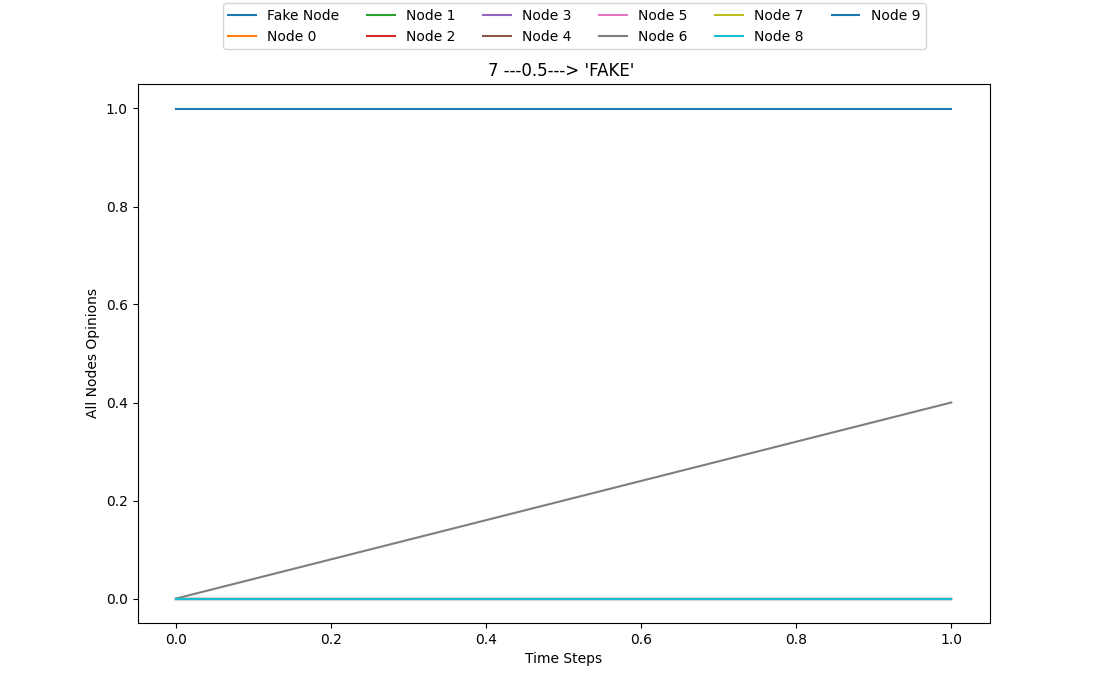 Fake Node Node 1 Node 3 Node 5 Node 7 Node 9
Node 0 Node 2 Node 4 Node 6 Node 8
7 ---0.5---> 'FAKE'
1.0
0.8
0.6
0.4
0.2
0.0
All Nodes Opinions
0.0 0.2 0.4 0.6 0.8 1.0
Time Steps